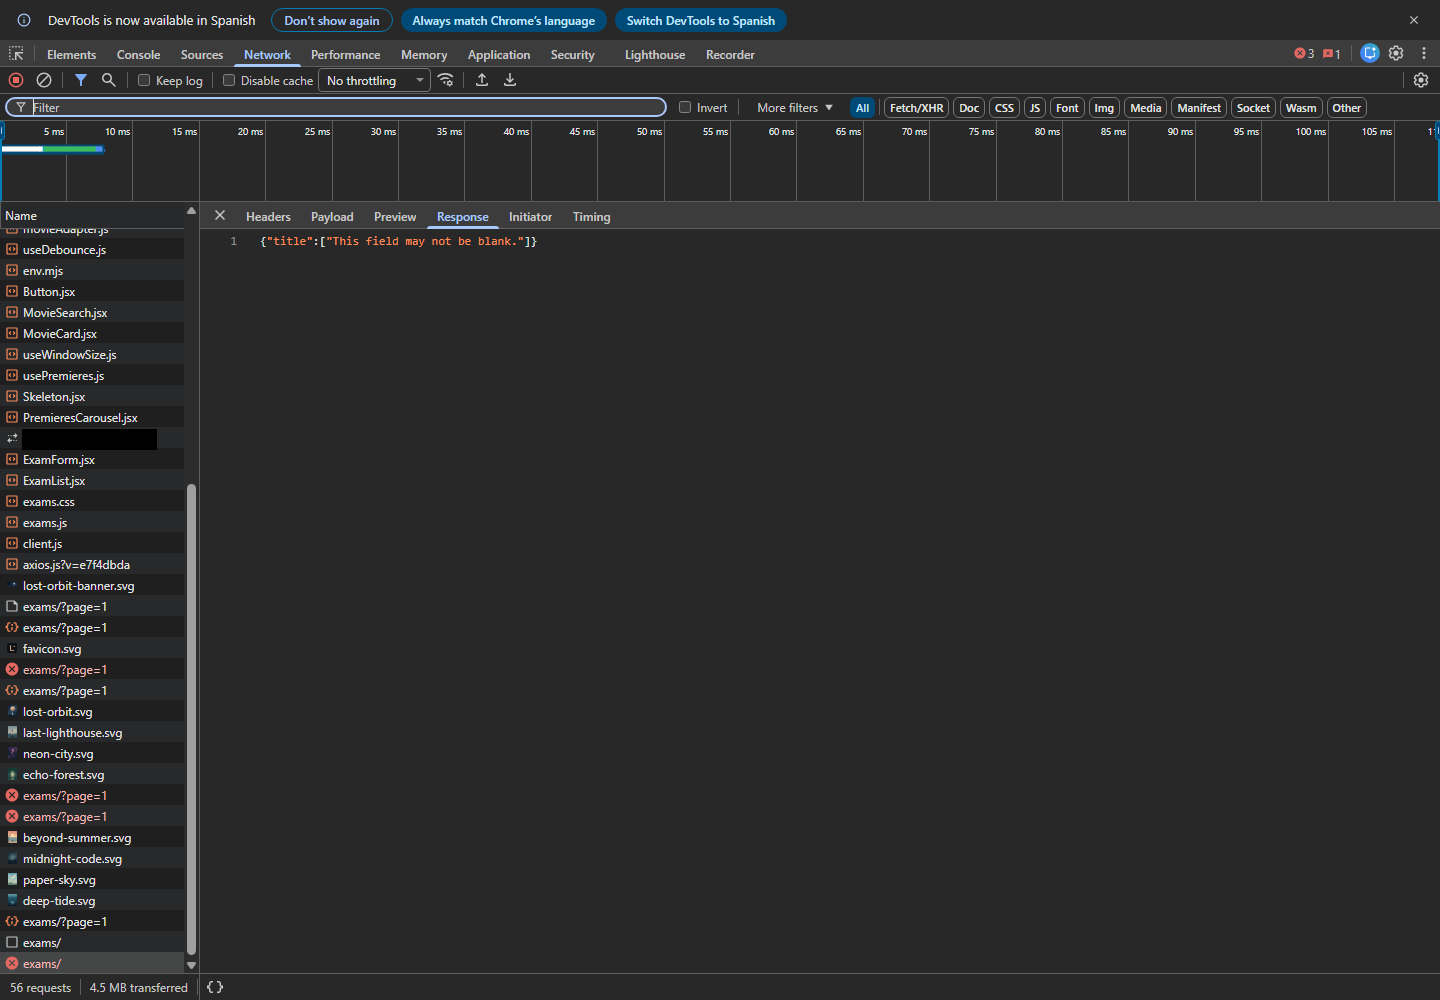 DevTools is now available in Spanish
Don't show again
Always match Chrome's language
Switch DevTools to Spanish
Elements
Console
Sources
Network
Performance
Memory
Application
Security
Lighthouse
Recorder
3
1
Keep log
Disable cache
No throttling
Filter
Invert
More filters
All
Fetch/XHR
Doc
CSS
JS
Font
Img
Media
Manifest
Socket
Wasm
Other
5 ms
10 ms
15 ms
20 ms
25 ms
30 ms
35 ms
40 ms
45 ms
50 ms
55 ms
60 ms
65 ms
70 ms
75 ms
80 ms
85 ms
90 ms
95 ms
100 ms
105 ms
Name
Headers
Payload
Preview
Response
Initiator
Timing
1 {"title":["This field may not be blank."]}
movieAdapter.js
useDebounce.js
env.mjs
Button.jsx
MovieSearch.jsx
MovieCard.jsx
useWindowSize.js
usePremieres.js
Skeleton.jsx
PremieresCarousel.jsx
ExamForm.jsx
ExamList.jsx
exams.css
exams.js
client.js
axios.js?v=e7f4dbda
lost-orbit-banner.svg
exams/?page=1
exams/?page=1
favicon.svg
exams/?page=1
exams/?page=1
lost-orbit.svg
last-lighthouse.svg
neon-city.svg
echo-forest.svg
exams/?page=1
exams/?page=1
beyond-summer.svg
midnight-code.svg
paper-sky.svg
deep-tide.svg
exams/?page=1
exams/
exams/
56 requests
4.5 MB transferred
{ }